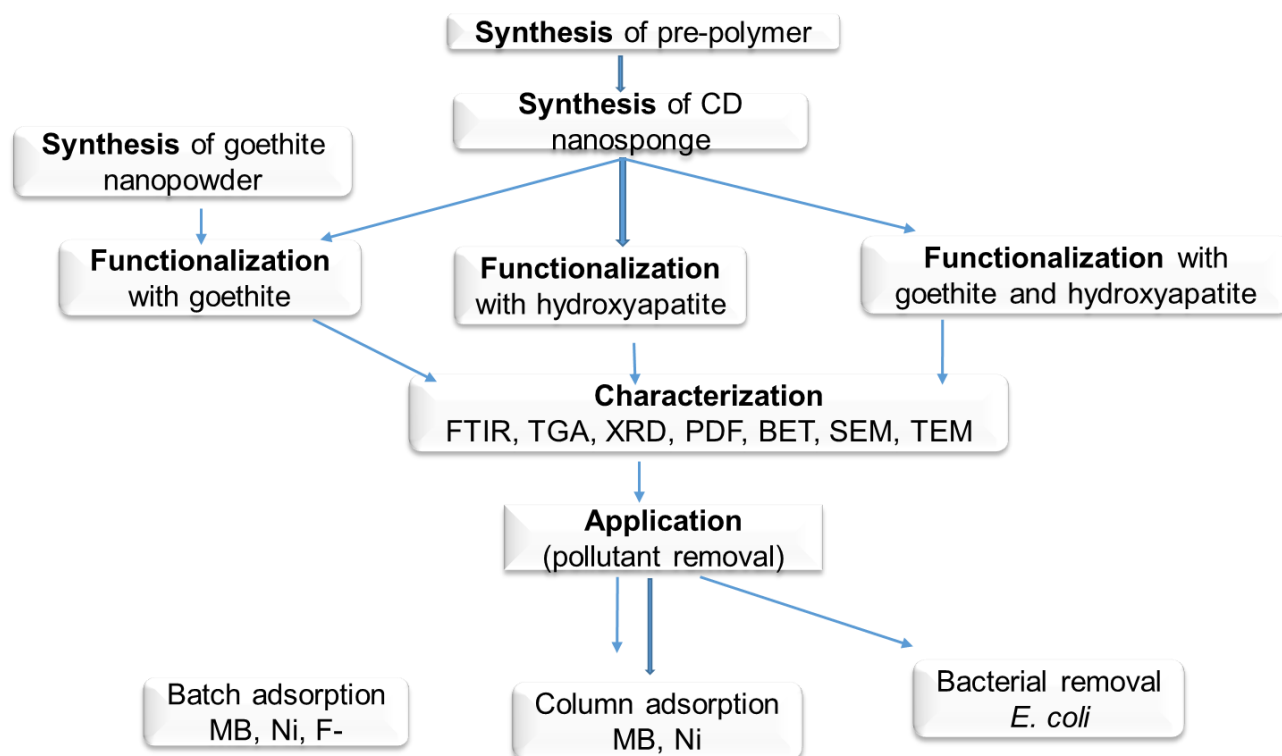 Synthesis of pre-polymer
Synthesis of CD
nanosponge
Synthesis of goethite
nanopowder
Functionalization
with goethite
Functionalization
with hydroxyapatite
Functionalization with
goethite and hydroxyapatite
Characterization
FTIR, TGA, XRD, PDF, BET, SEM, TEM
Application
(pollutant removal)
Batch adsorption
MB, Ni, F-
Column adsorption
MB, Ni
Bacterial removal
E. coli